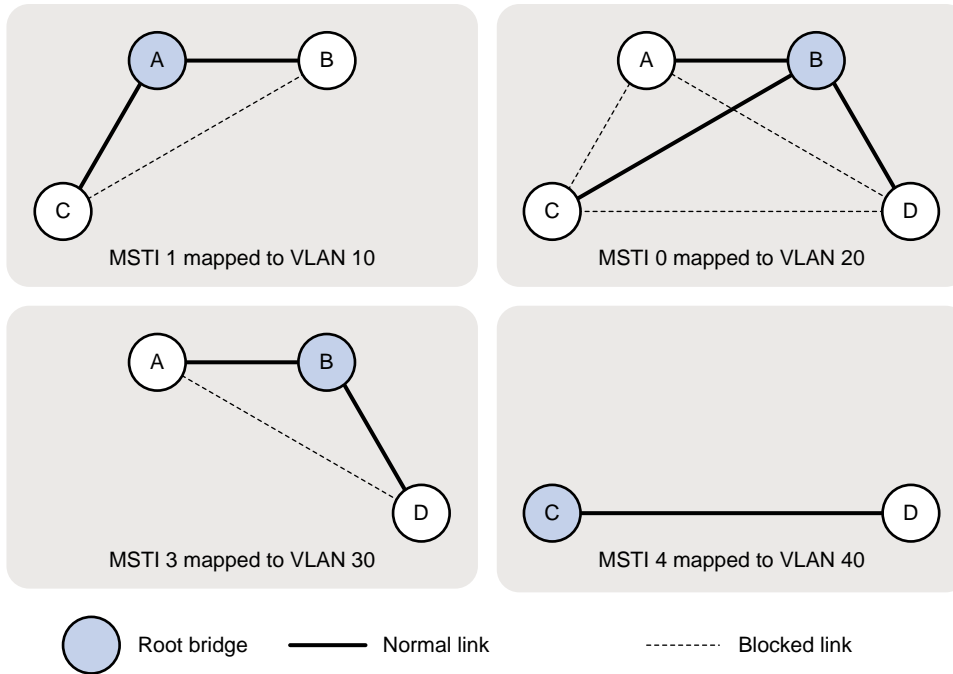 A
B
C
MSTI 1 mapped to VLAN 10
A
B
C
D
MSTI 0 mapped to VLAN 20
A
B
D
MSTI 3 mapped to VLAN 30
C
D
MSTI 4 mapped to VLAN 40
Root bridge
Normal link
Blocked link